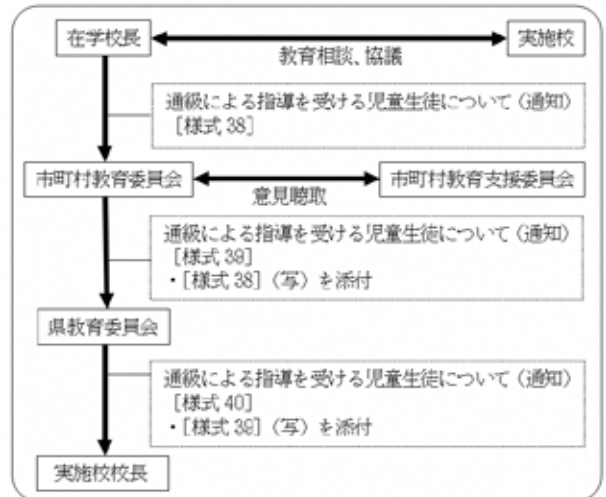 在学校長
実施校
教育相談、協議
通級による指導を受ける児童生徒について（通知）
［様式 38］
市町村教育委員会
市町村教育支援委員会
意見聴取
通級による指導を受ける児童生徒について（通知）
［様式 39］
・［様式 38］（写）を添付
県教育委員会
通級による指導を受ける児童生徒について（通知）
［様式 40］
・［様式 39］（写）を添付
実施校校長